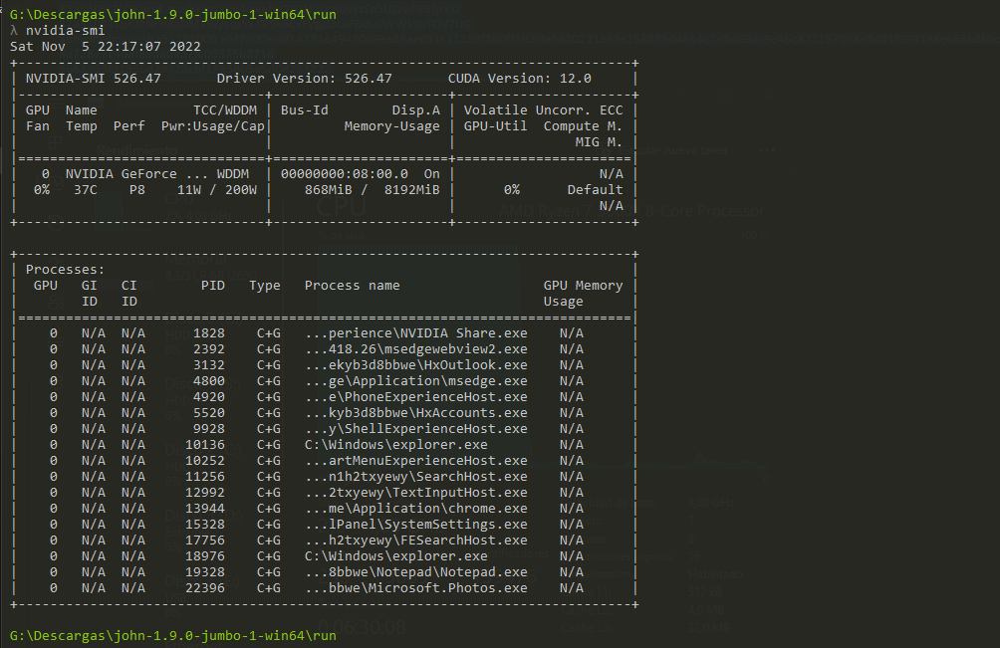 G:\Descargas\john-1.9.0-jumbo-1-win64\run
λ nvidia-smi
Sat Nov  5 22:17:07 2022
+-----------------------------------------------------------------------------+
| NVIDIA-SMI 526.47       Driver Version: 526.47       CUDA Version: 12.0     |
|-------------------------------+----------------------+----------------------+
| GPU  Name            TCC/WDDM | Bus-Id        Disp.A | Volatile Uncorr. ECC |
| Fan  Temp  Perf  Pwr:Usage/Cap|         Memory-Usage | GPU-Util  Compute M. |
|                               |                      |               MIG M. |
|===============================+======================+======================|
|   0  NVIDIA GeForce ... WDDM  | 00000000:08:00.0  On |                  N/A |
|  0%   37C    P8    11W / 200W |    868MiB /  8192MiB |      0%      Default |
|                               |                      |                  N/A |
+-------------------------------+----------------------+----------------------+
+-----------------------------------------------------------------------------+
| Processes:                                                                  |
|  GPU   GI   CI        PID   Type   Process name                  GPU Memory |
|        ID   ID                                                   Usage      |
|=============================================================================|
|    0   N/A  N/A      1828    C+G   ...perience\NVIDIA Share.exe    N/A      |
|    0   N/A  N/A      2392    C+G   ...418.26\msedgewebview2.exe    N/A      |
|    0   N/A  N/A      3132    C+G   ...ekyb3d8bbwe\HxOutlook.exe    N/A      |
|    0   N/A  N/A      4800    C+G   ...ge\Application\msedge.exe    N/A      |
|    0   N/A  N/A      4920    C+G   ...e\PhoneExperienceHost.exe    N/A      |
|    0   N/A  N/A      5520    C+G   ...kyb3d8bbwe\HxAccounts.exe    N/A      |
|    0   N/A  N/A      9928    C+G   ...y\ShellExperienceHost.exe    N/A      |
|    0   N/A  N/A     10136    C+G   C:\Windows\explorer.exe         N/A      |
|    0   N/A  N/A     10252    C+G   ...artMenuExperienceHost.exe    N/A      |
|    0   N/A  N/A     11256    C+G   ...n1h2txyewy\SearchHost.exe    N/A      |
|    0   N/A  N/A     12992    C+G   ...2txyewy\TextInputHost.exe    N/A      |
|    0   N/A  N/A     13944    C+G   ...me\Application\chrome.exe    N/A      |
|    0   N/A  N/A     15328    C+G   ...lPanel\SystemSettings.exe    N/A      |
|    0   N/A  N/A     17756    C+G   ...h2txyewy\FESearchHost.exe    N/A      |
|    0   N/A  N/A     18976    C+G   C:\Windows\explorer.exe         N/A      |
|    0   N/A  N/A     19328    C+G   ...8bbwe\Notepad\Notepad.exe    N/A      |
|    0   N/A  N/A     22396    C+G   ...bbwe\Microsoft.Photos.exe    N/A      |
+-----------------------------------------------------------------------------+
G:\Descargas\john-1.9.0-jumbo-1-win64\run